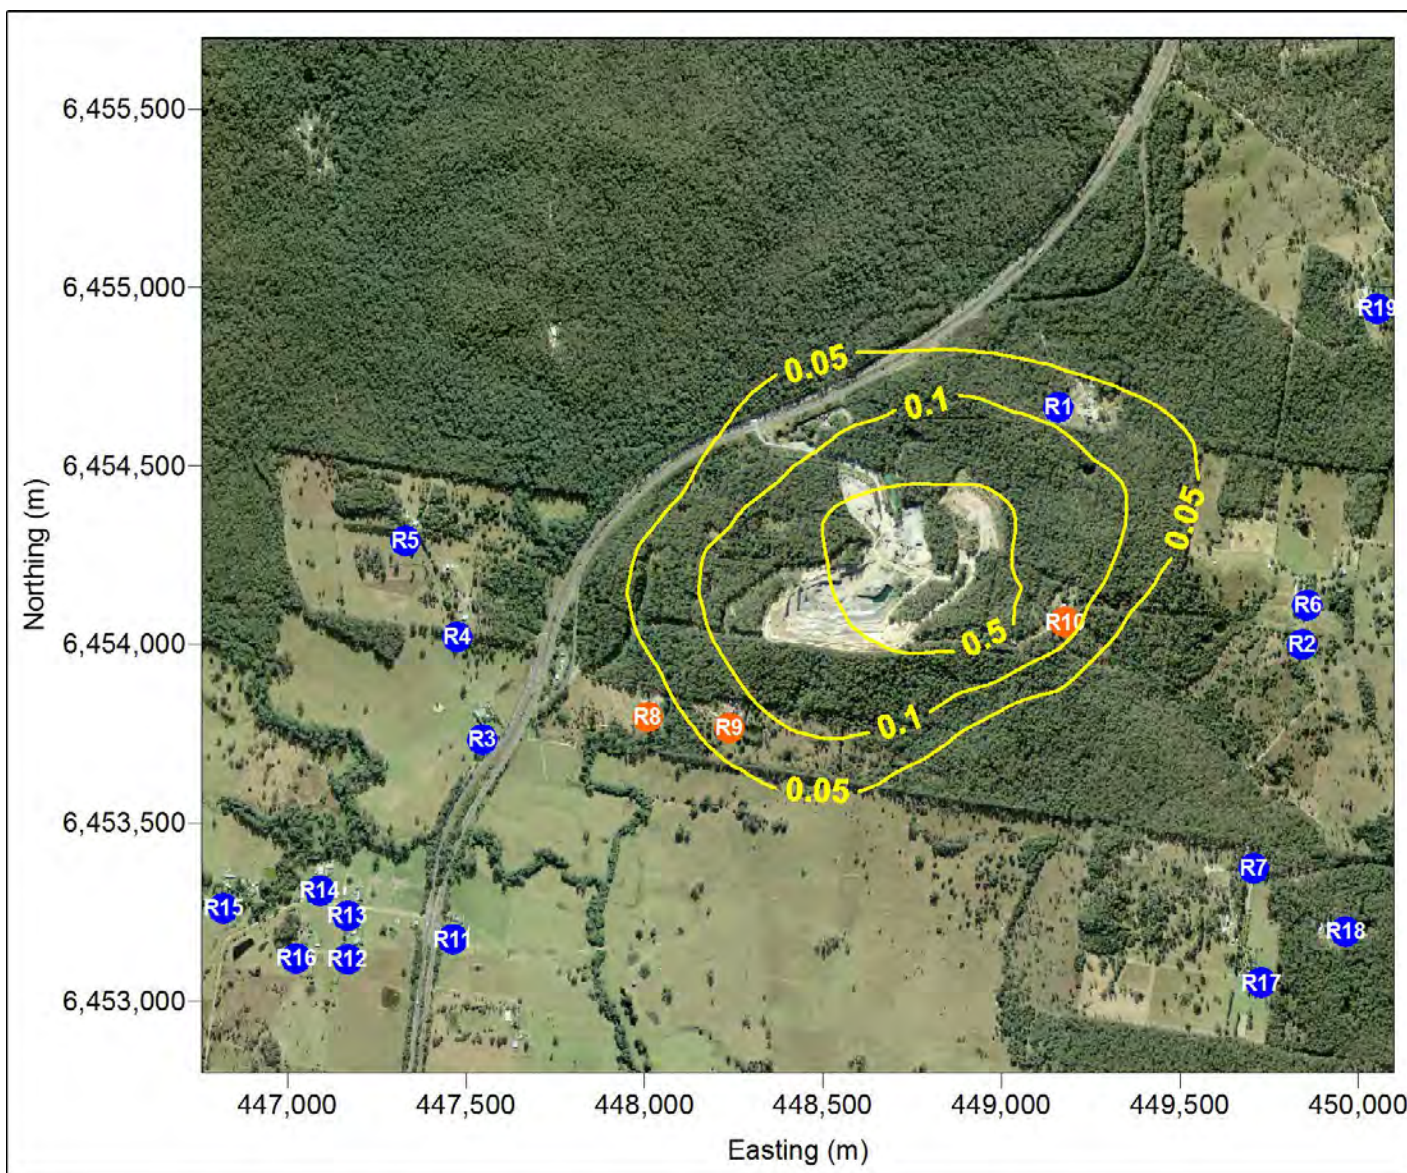 6,455,500
6,455,000
6,454,500
6,454,000
6,453,500
6,453,000
Northing (m)
0.05
0.1
R1
R19
0.05
R5
R6
R10
R4
0.5
R2
R8
R9
0.1
R3
0.05
R7
R14
R15
R13
R11
R18
R16
R12
R17
447,000
447,500
448,000
448,500
449,000
449,500
450,000
Easting (m)